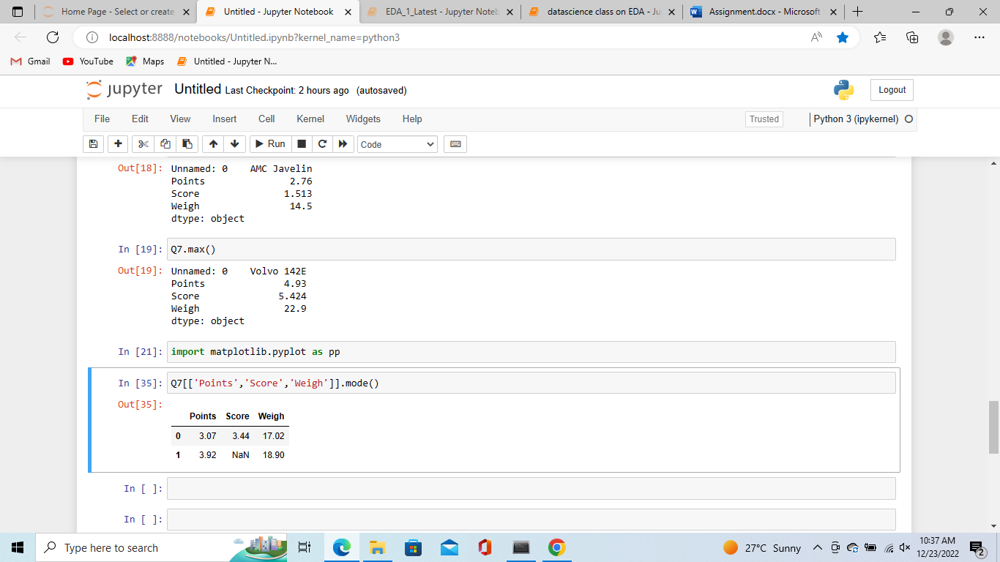 Home Page - Select or create
Untitled - Jupyter Notebook
EDA_1_Latest - Jupyter Noteb
datascience class on EDA - Ju
Assignment.docx - Microsoft
localhost:8888/notebooks/Untitled.ipynb?kernel_name=python3
Gmail YouTube Maps Untitled - Jupyter N...
jupyter Untitled Last Checkpoint: 2 hours ago (autosaved) Logout
File Edit View Insert Cell Kernel Widgets Help Trusted Python 3 (ipykernel)
Run Code
Out[18]: Unnamed: 0 AMC Javelin
Points 2.76
Score 1.513
Weigh 14.5
dtype: object
In [19]: Q7.max()
Out[19]: Unnamed: 0 Volvo 142E
Points 4.93
Score 5.424
Weigh 22.9
dtype: object
In [21]: import matplotlib.pyplot as pp
In [35]: Q7[['Points','Score','Weigh']].mode()
Out[35]:
Points Score Weigh
0 3.07 3.44 17.02
1 3.92 NaN 18.90
In [ ]:
In [ ]:
Type here to search
27°C Sunny
10:37 AM
12/23/2022
2